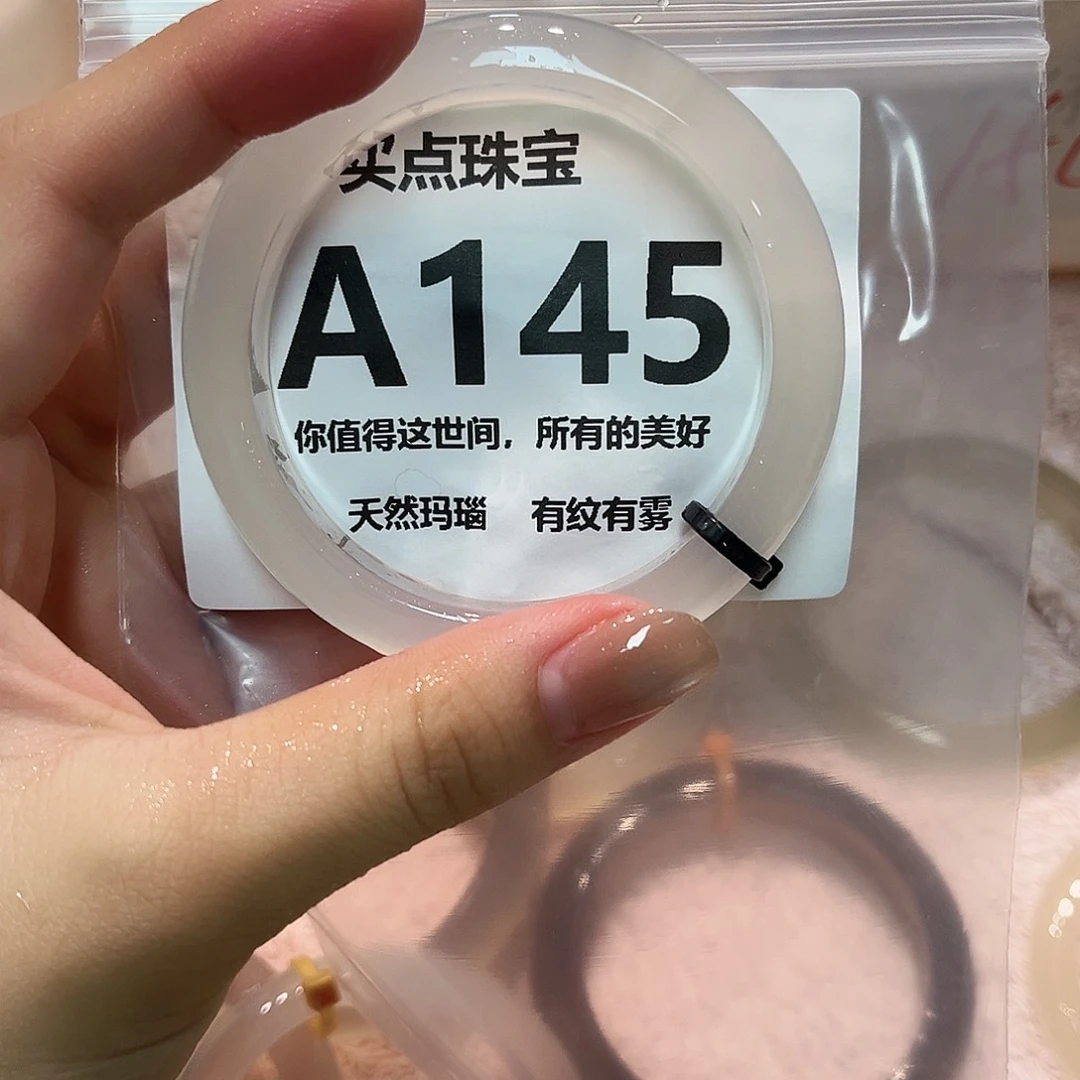 买点珠宝
A145
你值得这世间，所有的美好
天然玛瑙 有纹有雾